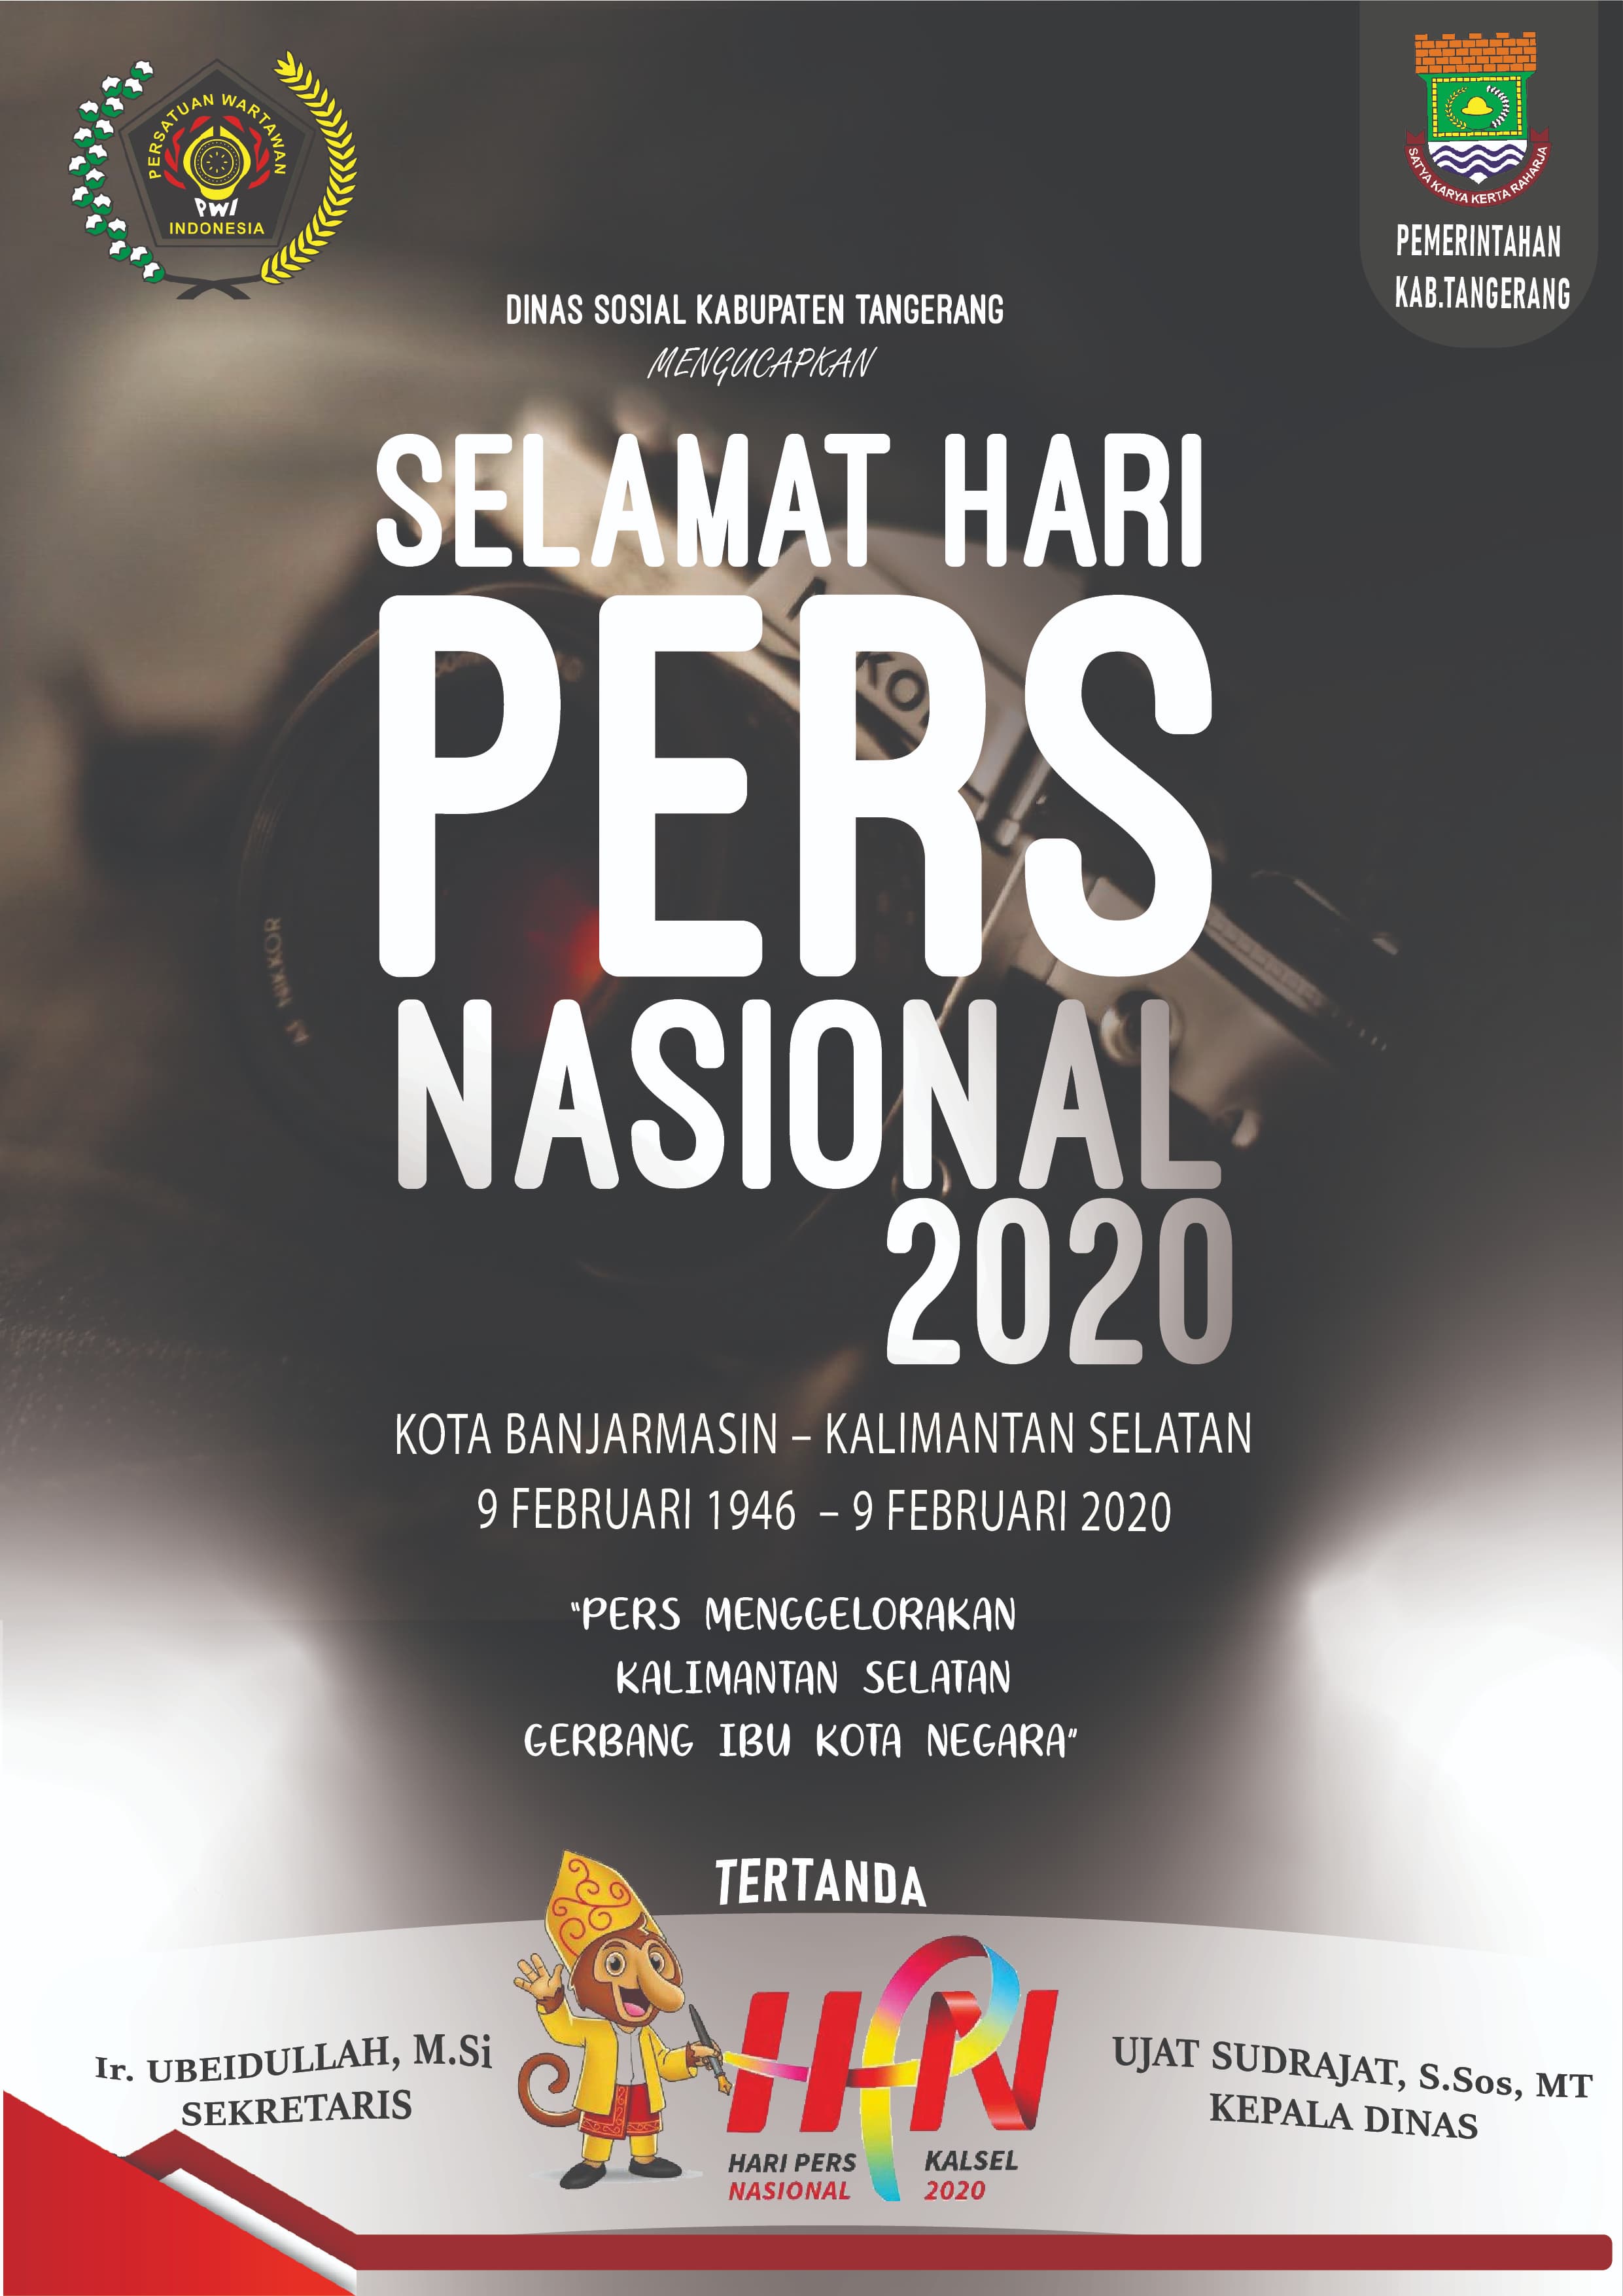 PERSATUAN WARTAWAN
PWI
INDONESIA
SATYA KARYA KERTA RAHARJA
PEMERINTAHAN
KAB.TANGERANG
DINAS SOSIAL KABUPATEN TANGERANG
MENGUCAPKAN
SELAMAT HARI
PERS
NASIONAL
2020
NIKKOR
KOTA BANJARMASIN – KALIMANTAN SELATAN
9 FEBRUARI 1946 – 9 FEBRUARI 2020
"PERS MENGGELORAKAN
KALIMANTAN SELATAN
GERBANG IBU KOTA NEGARA"
TERTANDA
Ir. UBEIDULLAH, M.Si
SEKRETARIS
HPN
HARI PERS
NASIONAL
KALSEL
2020
UJAT SUDRAJAT, S.Sos, MT
KEPALA DINAS